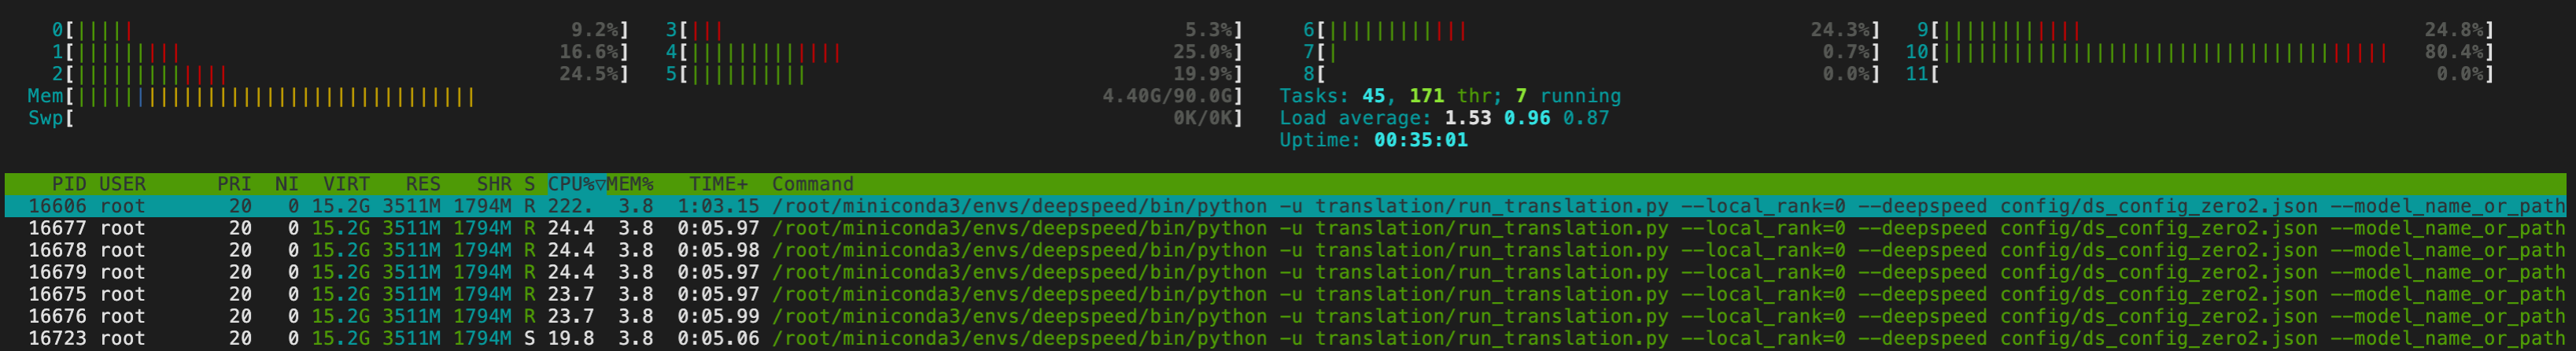 0[||||| 9.2%] 3[||| 5.3%] 6[|||||||||||| 24.3%] 9[|||||||||||| 24.8%]
1[||||||||| 16.6%] 4[||||||||||||| 25.0%] 7[| 0.7%] 10[||||||||||||||||||||||||||||||||||||||| 80.4%]
2[||||||||||||| 24.5%] 5[|||||||||| 19.9%] 8[ 0.0%] 11[ 0.0%]
Mem[||||||||||||||||||||||||||||||||||| 4.40G/90.0G] Tasks: 45, 171 thr; 7 running
Swp[ 0K/0K] Load average: 1.53 0.96 0.87
Uptime: 00:35:01
PID USER PRI NI VIRT RES SHR S CPU%▽MEM% TIME+ Command
16606 root 20 0 15.2G 3511M 1794M R 222. 3.8 1:03.15 /root/miniconda3/envs/deepspeed/bin/python -u translation/run_translation.py --local_rank=0 --deepspeed config/ds_config_zero2.json --model_name_or_path
16677 root 20 0 15.2G 3511M 1794M R 24.4 3.8 0:05.97 /root/miniconda3/envs/deepspeed/bin/python -u translation/run_translation.py --local_rank=0 --deepspeed config/ds_config_zero2.json --model_name_or_path
16678 root 20 0 15.2G 3511M 1794M R 24.4 3.8 0:05.98 /root/miniconda3/envs/deepspeed/bin/python -u translation/run_translation.py --local_rank=0 --deepspeed config/ds_config_zero2.json --model_name_or_path
16679 root 20 0 15.2G 3511M 1794M R 24.4 3.8 0:05.97 /root/miniconda3/envs/deepspeed/bin/python -u translation/run_translation.py --local_rank=0 --deepspeed config/ds_config_zero2.json --model_name_or_path
16675 root 20 0 15.2G 3511M 1794M R 23.7 3.8 0:05.97 /root/miniconda3/envs/deepspeed/bin/python -u translation/run_translation.py --local_rank=0 --deepspeed config/ds_config_zero2.json --model_name_or_path
16676 root 20 0 15.2G 3511M 1794M R 23.7 3.8 0:05.99 /root/miniconda3/envs/deepspeed/bin/python -u translation/run_translation.py --local_rank=0 --deepspeed config/ds_config_zero2.json --model_name_or_path
16723 root 20 0 15.2G 3511M 1794M S 19.8 3.8 0:05.06 /root/miniconda3/envs/deepspeed/bin/python -u translation/run_translation.py --local_rank=0 --deepspeed config/ds_config_zero2.json --model_name_or_path